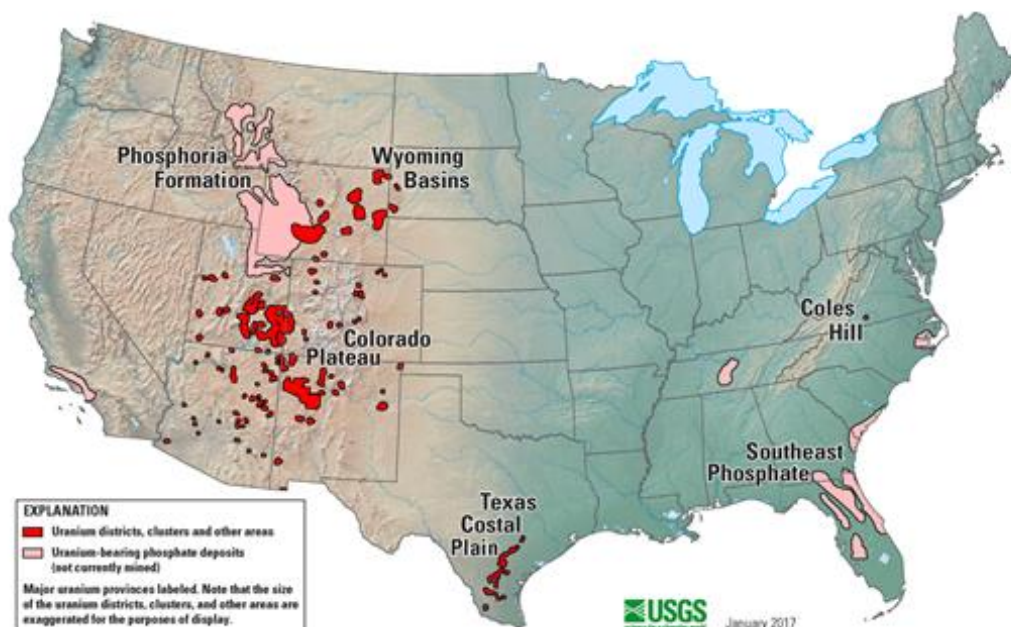 Phosphoria
Formation
Wyoming
Basins
Colorado
Plateau
Coles
Hill
Southeast
Phosphate
Texas
Costal
Plain
EXPLANATION
Uranium districts, clusters and other areas
Uranium-bearing phosphate deposits
(not currently mined)
Major uranium provinces labeled. Note that the size
of the uranium districts, clusters, and other areas are
exaggerated for the purposes of display.
USGS
January 2017